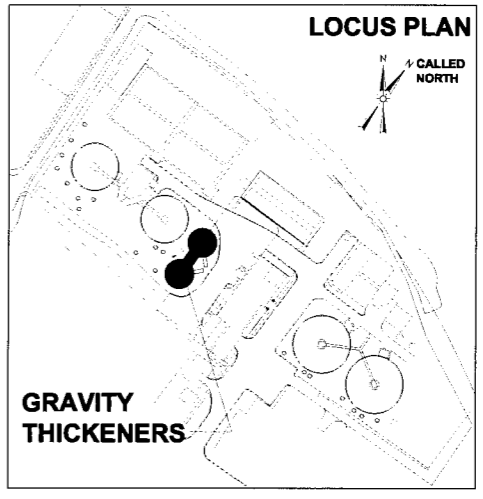 LOCUS PLAN
N
N CALLED
NORTH
GRAVITY
THICKENERS